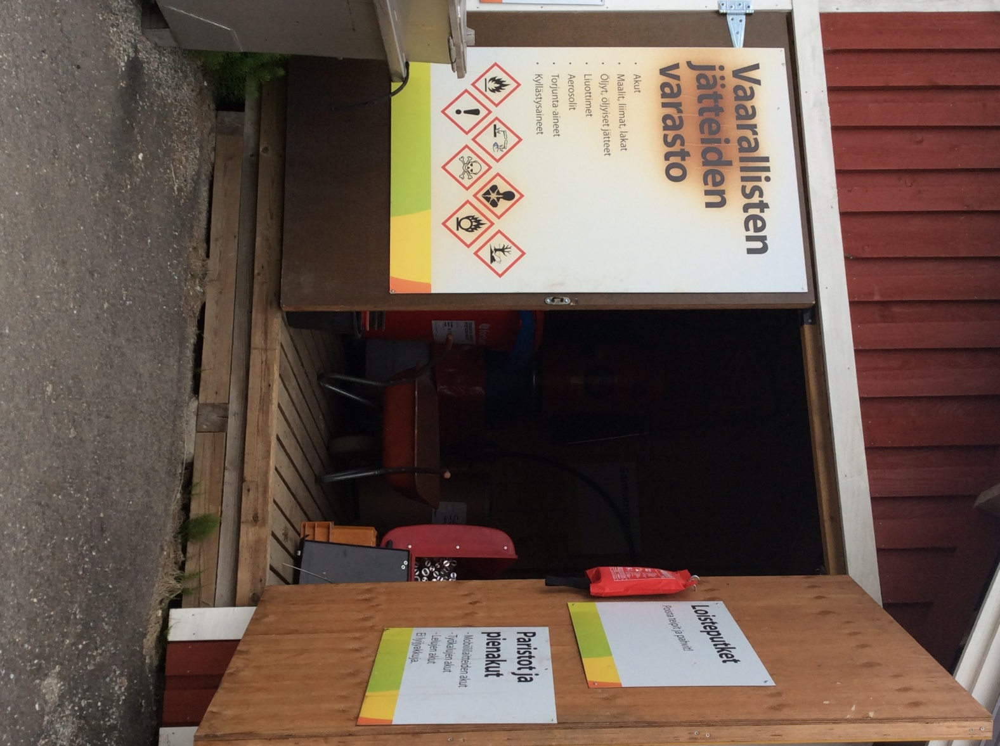 Vaarallisten
jätteiden
varasto
• Akut
• Maalit, liimat, lakat
• Öljyt, öljyiset jätteet
• Liuottimet
• Aerosolit
• Torjunta-aineet
• Kyllästysaineet
Loisteputket
Poista teipit ja pahvit!
Paristot ja
pienakut
- Mobiililaitteiden akut
- Työkalujen akut
- Lelujen akut
Ei lyijyakkuja.